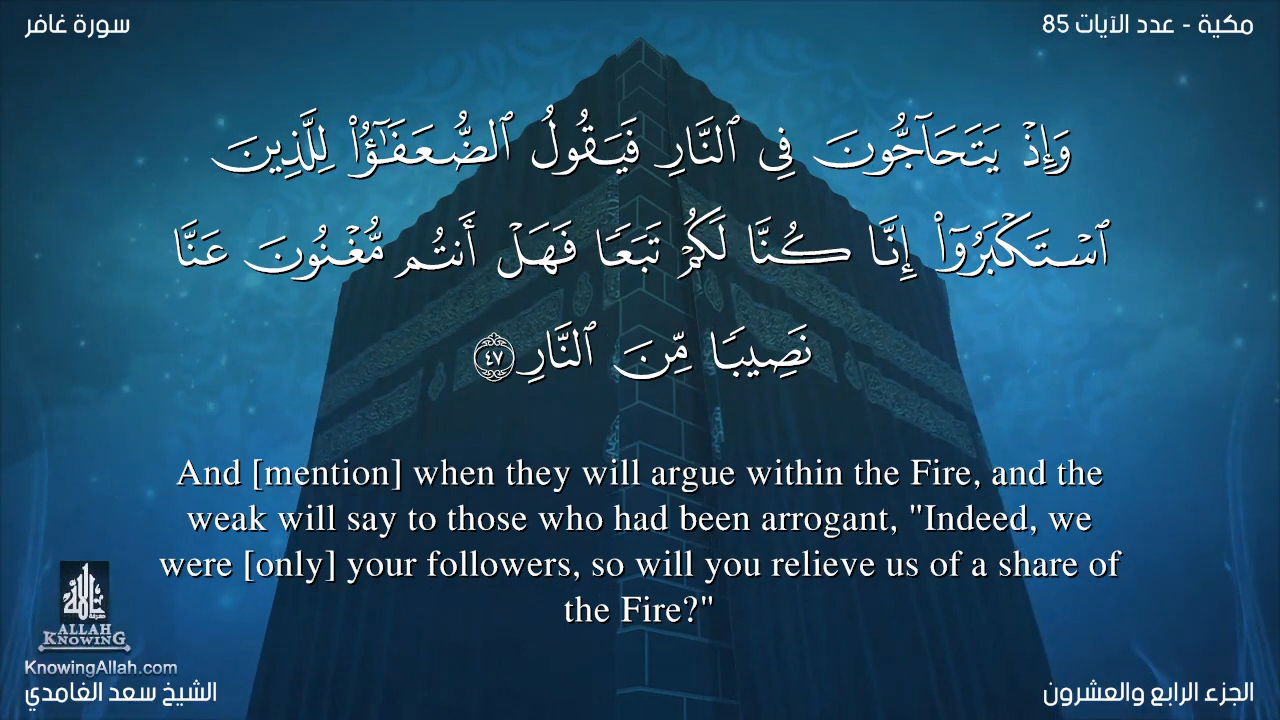 سورة غافر
مكية - عدد الآيات 85
وَإِذْ يَتَحَآجُّونَ فِى ٱلنَّارِ فَيَقُولُ ٱلضُّعَفَٰٓؤُا۟ لِلَّذِينَ
ٱسْتَكْبَرُوٓا۟ إِنَّا كُنَّا لَكُمْ تَبَعًا فَهَلْ أَنتُم مُّغْنُونَ عَنَّا
نَصِيبًا مِّنَ ٱلنَّارِ ٤٧
And [mention] when they will argue within the Fire, and the
weak will say to those who had been arrogant, "Indeed, we
were [only] your followers, so will you relieve us of a share of
the Fire?"
ALLAH
KNOWING
KnowingAllah.com
الشيخ سعد الغامدي
الجزء الرابع والعشرون